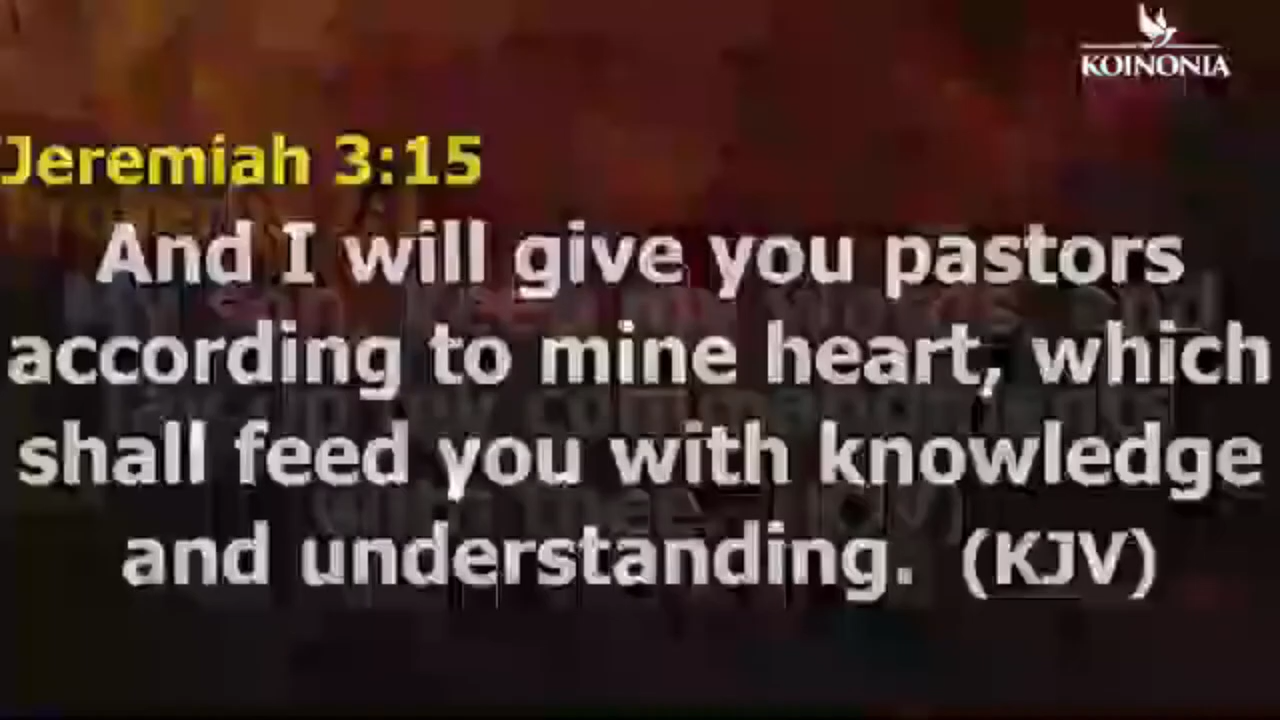 KOINONIA
Jeremiah 3:15
And I will give you pastors
according to mine heart, which
shall feed you with knowledge
and understanding. (KJV)